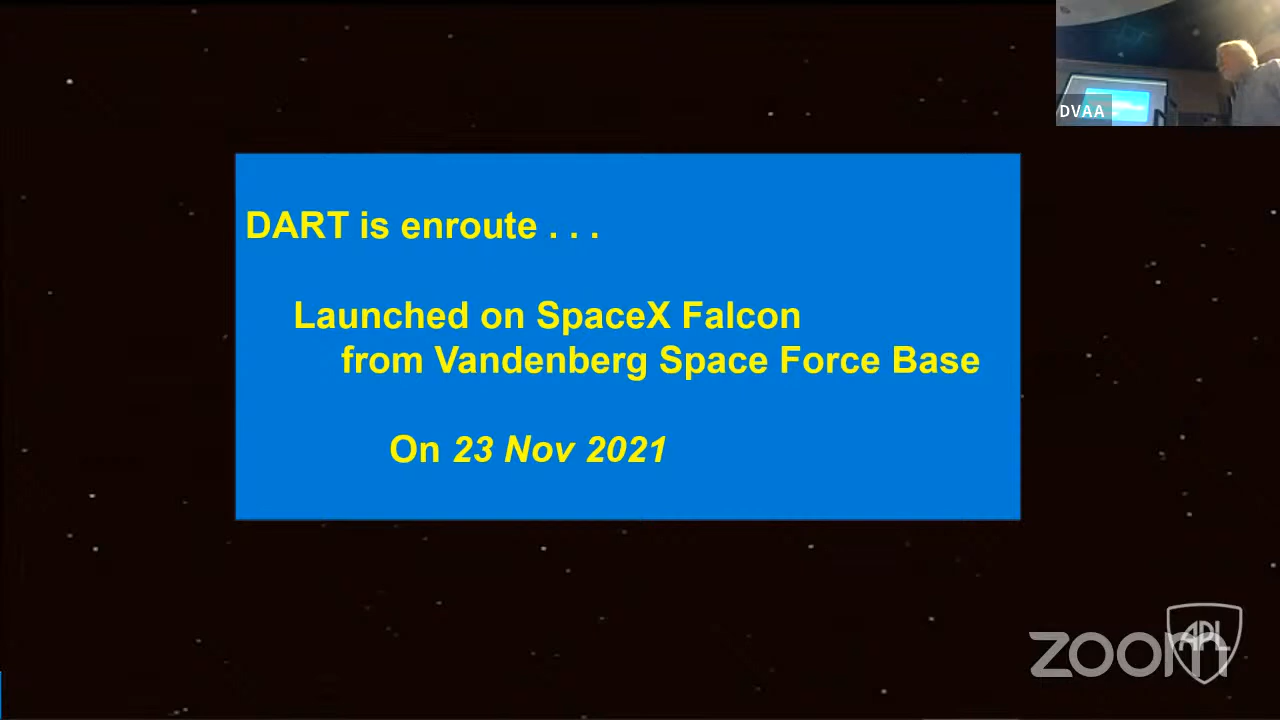 DVAA
DART is enroute . . .
Launched on SpaceX Falcon
from Vandenberg Space Force Base
On 23 Nov 2021
zoom
APL